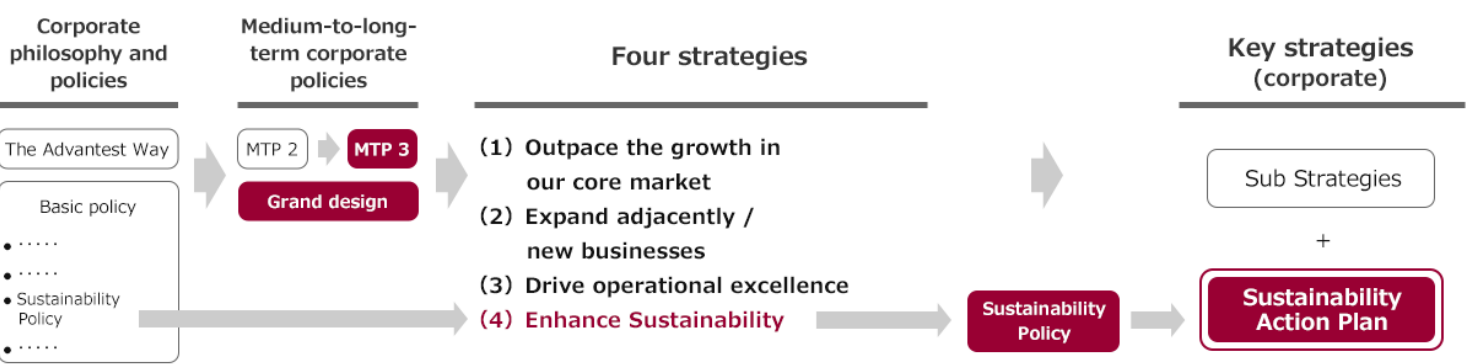 Corporate
philosophy and
policies
Medium-to-long-
term corporate
policies
Four strategies
Key strategies
(corporate)
The Advantest Way
Basic policy
• ・・・・・
• ・・・・・
• Sustainability
Policy
• ・・・・・
MTP 2
MTP 3
Grand design
(1) Outpace the growth in
our core market
(2) Expand adjacently /
new businesses
(3) Drive operational excellence
(4) Enhance Sustainability
Sustainability
Policy
Sub Strategies
+
Sustainability
Action Plan